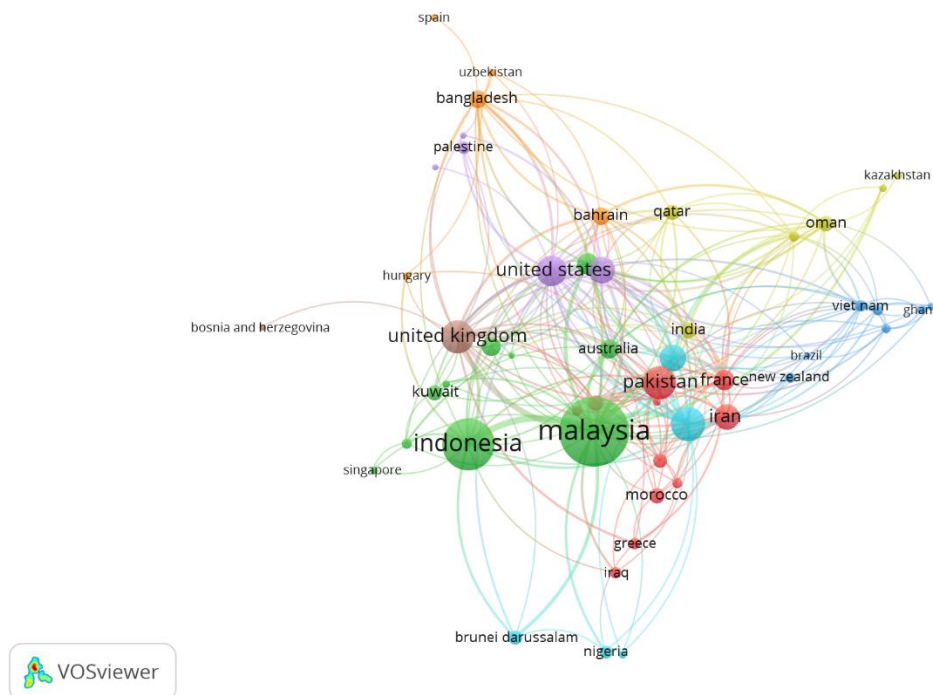 spain
uzbekistan
bangladesh
palestine
kazakhstan
bahrain
qatar
oman
united states
hungary
viet nam
ghan
bosnia and herzegovina
united kingdom
india
australia
brazil
kuwait
pakistan
france
new zealand
iran
malaysia
indonesia
singapore
morocco
greece
iraq
brunei darussalam
nigeria
VOSviewer